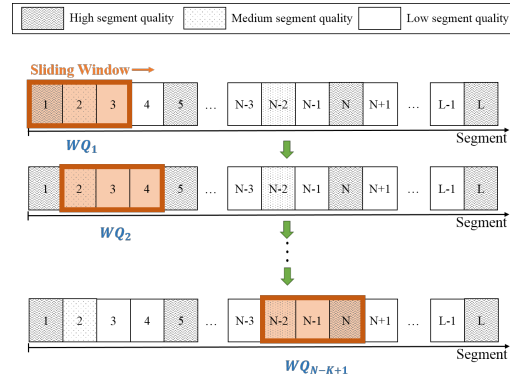 High segment quality Medium segment quality Low segment quality
Sliding Window
1 2 3 4 5 ... N-3 N-2 N-1 N N+1 ... L-1 L
Segment
WQ₁
1 2 3 4 5 ... N-3 N-2 N-1 N N+1 ... L-1 L
Segment
WQ₂
1 2 3 4 5 ... N-3 N-2 N-1 N N+1 ... L-1 L
Segment
WQ_{N-K+1}